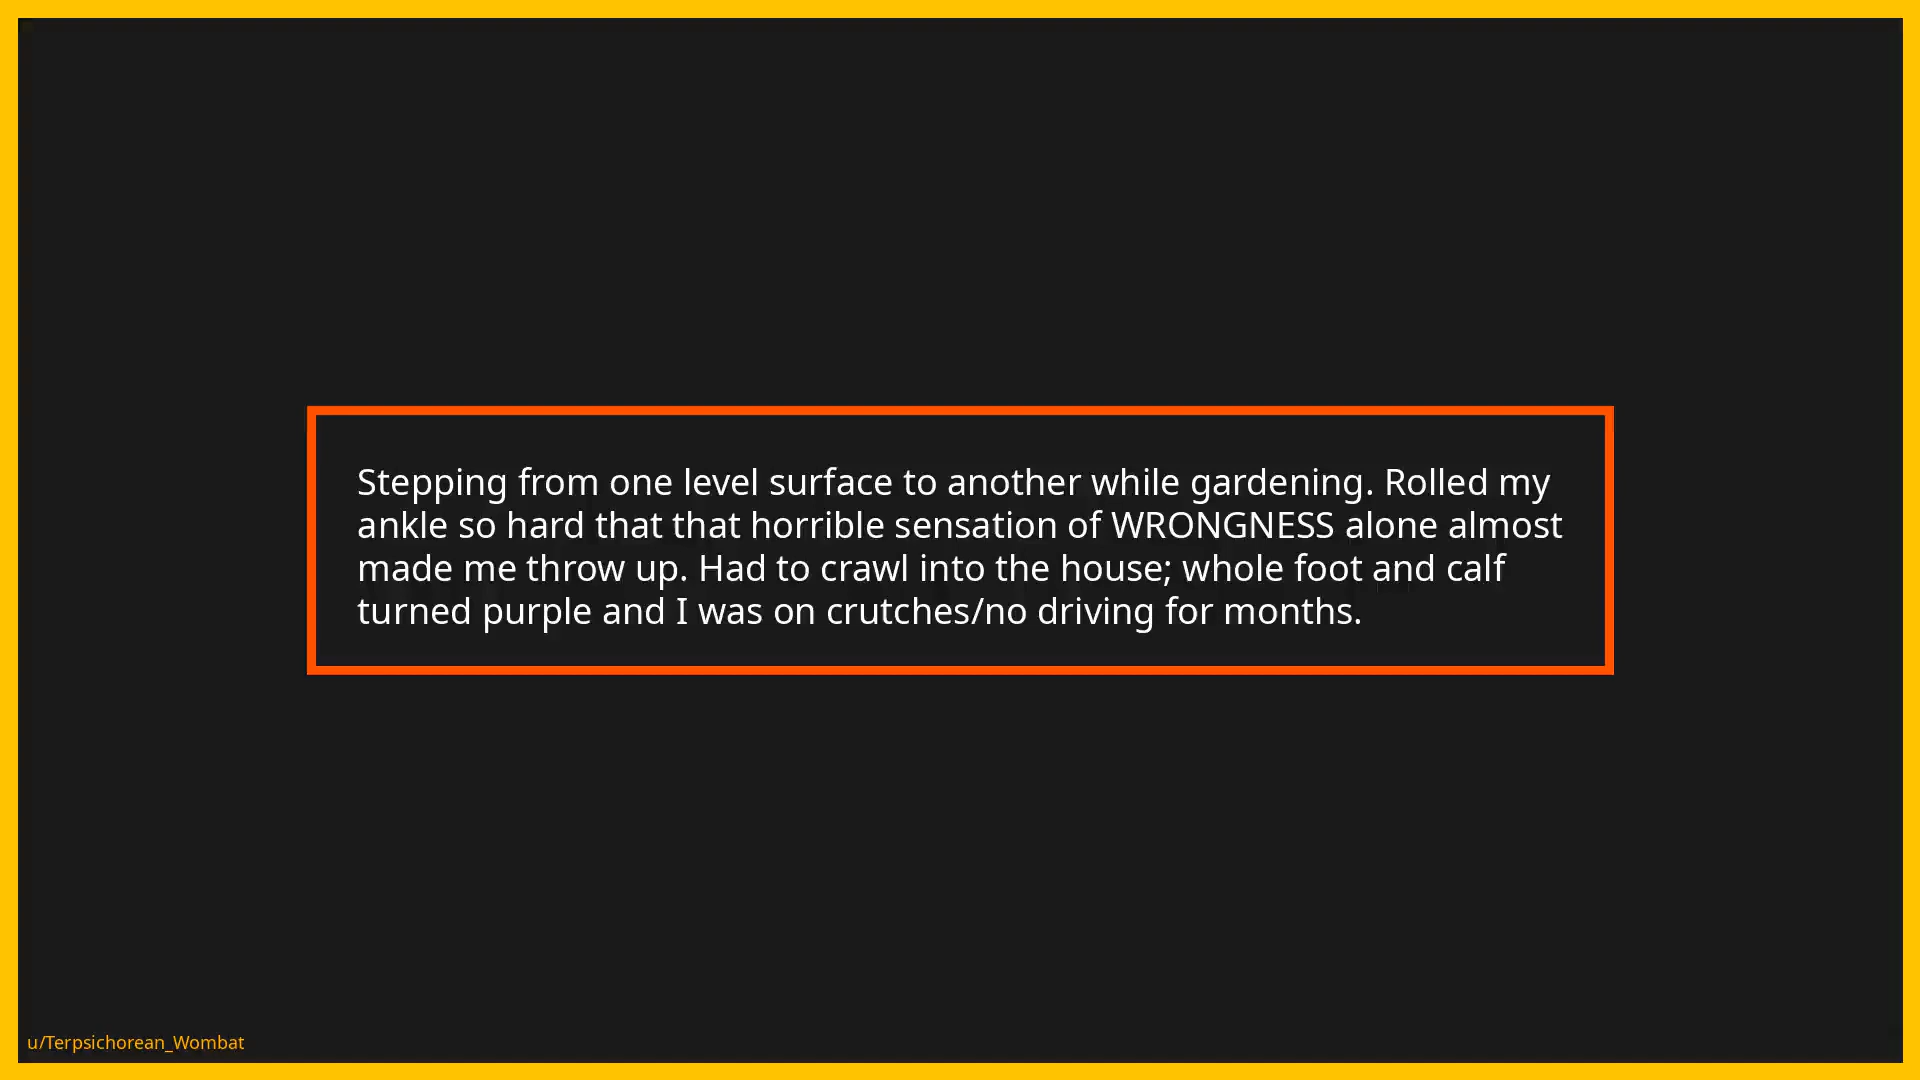 Stepping from one level surface to another while gardening. Rolled my
ankle so hard that that horrible sensation of WRONGNESS alone almost
made me throw up. Had to crawl into the house; whole foot and calf
turned purple and I was on crutches/no driving for months.
u/Terpsichorean_Wombat